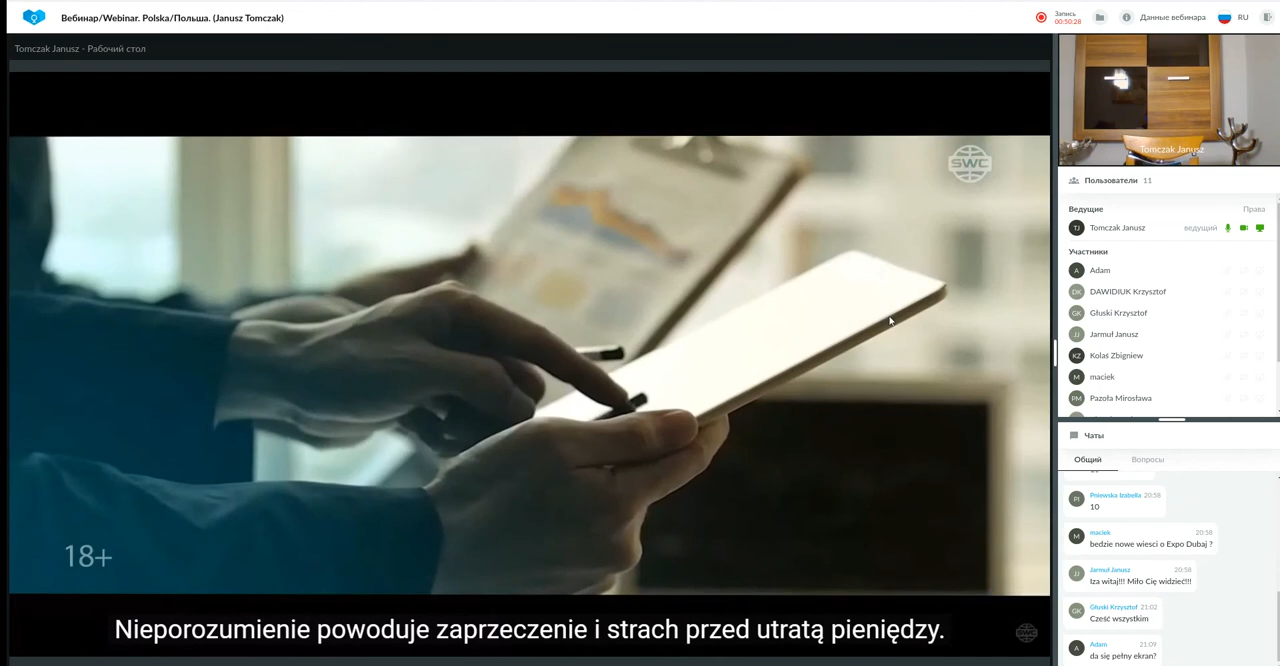 Вебинар/Webinar. Polska/Польша. (Janusz Tomczak)
Запись
00:50:28
Данные вебинара
RU
Tomczak Janusz - Рабочий стол
SWC
18+
Nieporozumienie powoduje zaprzeczenie i strach przed utratą pieniędzy.
Tomczak Janusz
Пользователи 11
Ведущие Права
TJ Tomczak Janusz ведущий
Участники
A Adam
DK DAWIDIUK Krzysztof
GK Głuski Krzysztof
JJ Jarmuł Janusz
KZ Kolaś Zbigniew
M maciek
PM Pazoła Mirosława
Чаты
Общий Вопросы
PI Pniewska Izabella 20:58
10
M maciek 20:58
bedzie nowe wiesci o Expo Dubaj ?
JJ Jarmuł Janusz 20:58
Iza witaj!!! Miło Cię widzieć!!!
GK Głuski Krzysztof 21:02
Cześć wszystkim
A Adam 21:09
da się pełny ekran?